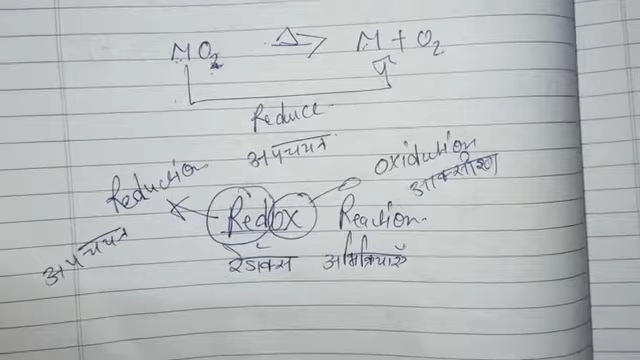 MO₂ Δ→ M + O₂
Reduce
अपचयन
Reduction Oxidation
अपचयन आक्सीकरण
Redox Reaction
रेडाक्स अभिक्रियाएँ